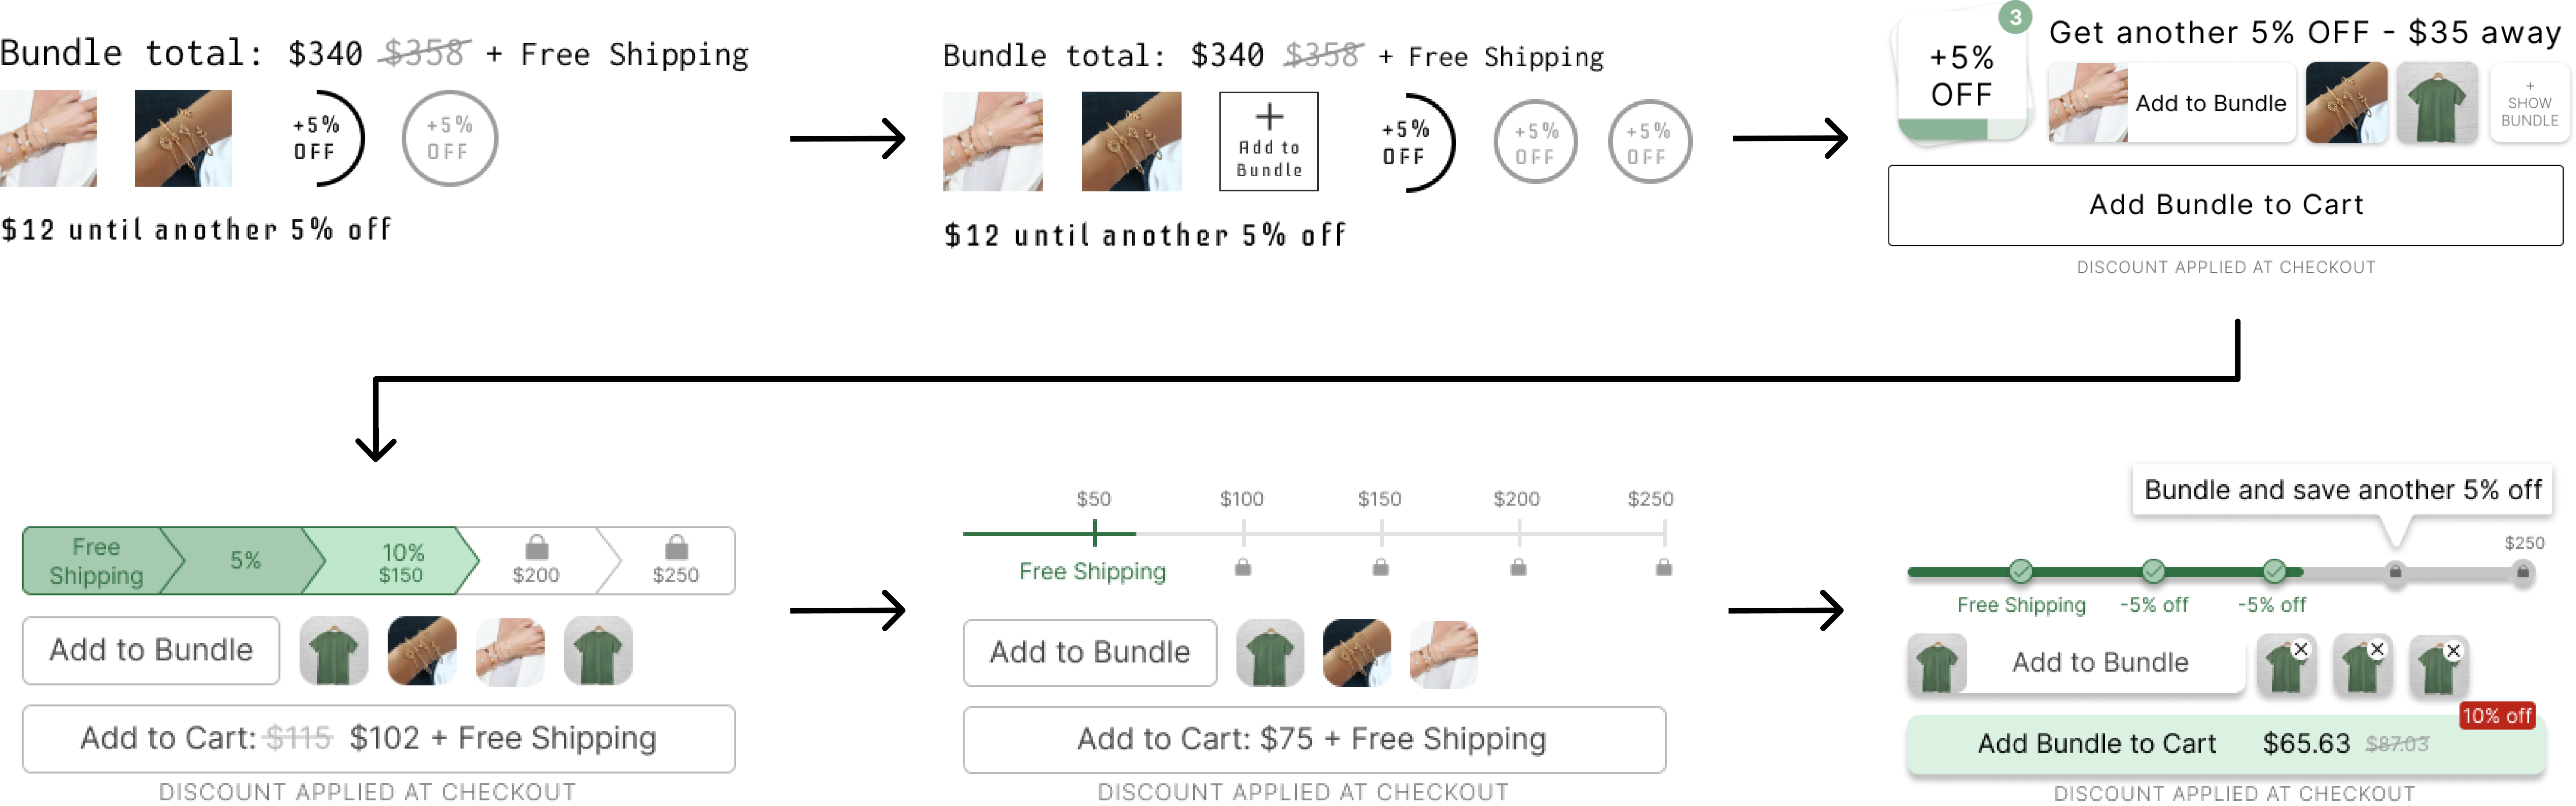 Bundle total: $340 $358 + Free Shipping
+5%
OFF
+5%
OFF
$12 until another 5% off
Bundle total: $340 $358 + Free Shipping
+
Add to
Bundle
+5%
OFF
+5%
OFF
+5%
OFF
$12 until another 5% off
3
+5%
OFF
Get another 5% OFF - $35 away
Add to Bundle
+
SHOW
BUNDLE
Add Bundle to Cart
DISCOUNT APPLIED AT CHECKOUT
Free
Shipping
5%
10%
$150
$200
$250
Add to Bundle
Add to Cart: $115 $102 + Free Shipping
DISCOUNT APPLIED AT CHECKOUT
$50 $100 $150 $200 $250
Free Shipping
Add to Bundle
Add to Cart: $75 + Free Shipping
DISCOUNT APPLIED AT CHECKOUT
Bundle and save another 5% off
$250
Free Shipping -5% off -5% off
Add to Bundle
10% off
Add Bundle to Cart $65.63 $87.03
DISCOUNT APPLIED AT CHECKOUT